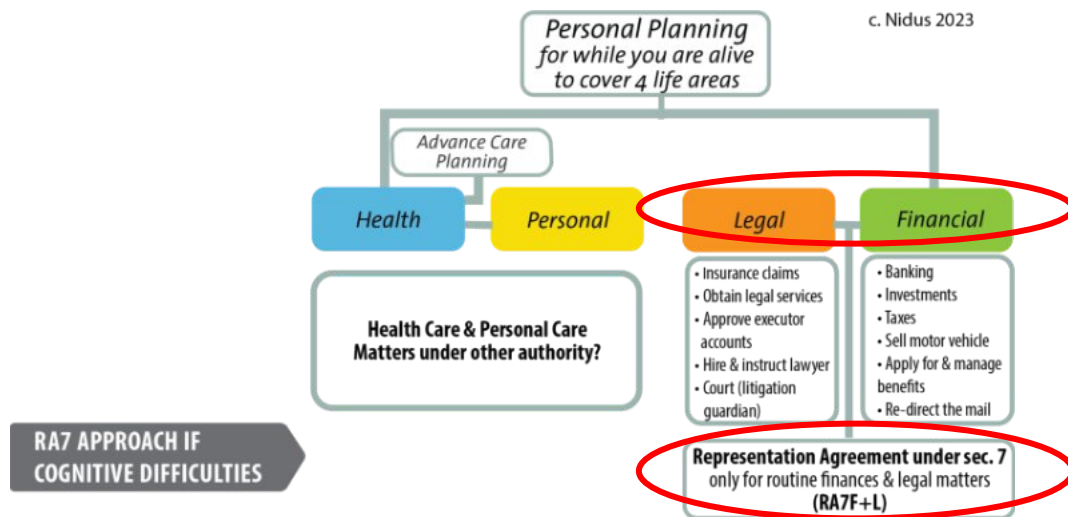 c. Nidus 2023
Personal Planning
for while you are alive
to cover 4 life areas
Advance Care
Planning
Health
Personal
Legal
Financial
Health Care & Personal Care
Matters under other authority?
• Insurance claims
• Obtain legal services
• Approve executor
accounts
• Hire & instruct lawyer
• Court (litigation
guardian)
• Banking
• Investments
• Taxes
• Sell motor vehicle
• Apply for & manage
benefits
• Re-direct the mail
RA7 APPROACH IF
COGNITIVE DIFFICULTIES
Representation Agreement under sec. 7
only for routine finances & legal matters
(RA7F+L)